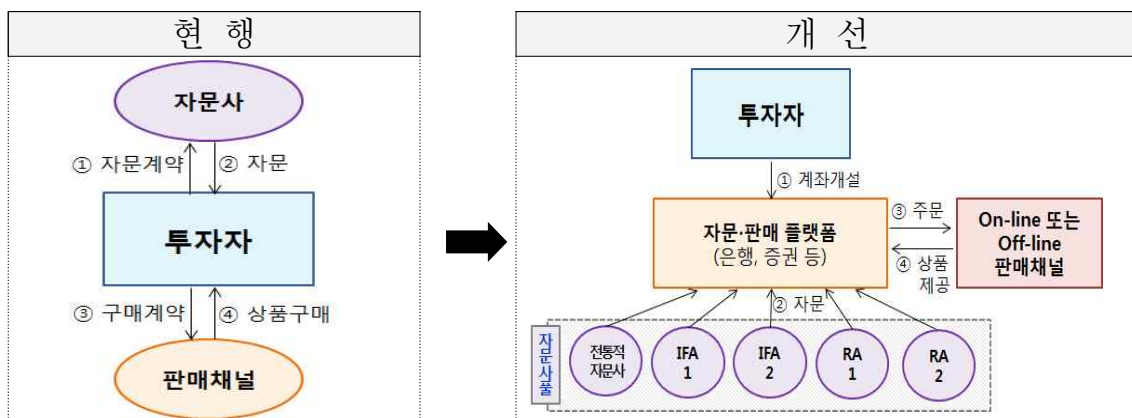 현 행
자문사
① 자문계약
② 자문
투자자
③ 구매계약
④ 상품구매
판매채널
개 선
투자자
① 계좌개설
자문·판매 플랫폼
(은행, 증권 등)
③ 주문
④ 상품
제공
On-line 또는
Off-line
판매채널
② 자문
자문사풀
전통적
자문사
IFA
1
IFA
2
RA
1
RA
2